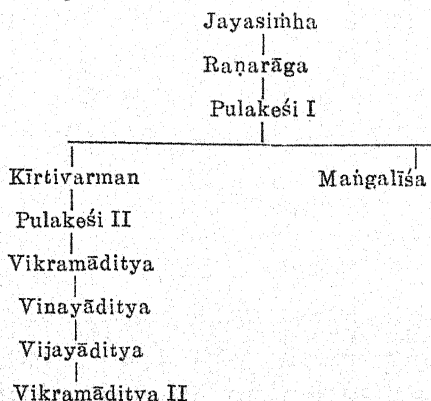 Jayasiṁha
Raṇarāga
Pulakeśi I
Kīrtivarman Maṅgalīśa
Pulakeśi II
Vikramāditya
Vinayāditya
Vijayāditya
Vikramāditya II